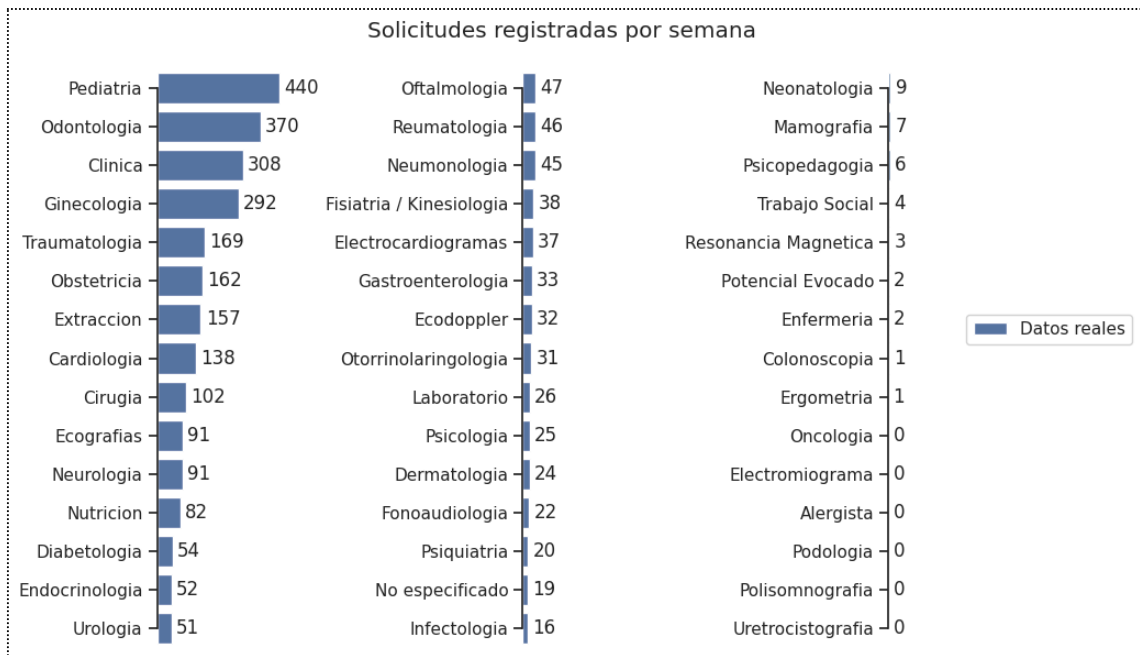 Solicitudes registradas por semana
Pediatria 440
Odontologia 370
Clinica 308
Ginecologia 292
Traumatologia 169
Obstetricia 162
Extraccion 157
Cardiologia 138
Cirugia 102
Ecografias 91
Neurologia 91
Nutricion 82
Diabetologia 54
Endocrinologia 52
Urologia 51
Oftalmologia 47
Reumatologia 46
Neumonologia 45
Fisiatria / Kinesiologia 38
Electrocardiogramas 37
Gastroenterologia 33
Ecodoppler 32
Otorrinolaringologia 31
Laboratorio 26
Psicologia 25
Dermatologia 24
Fonoaudiologia 22
Psiquiatria 20
No especificado 19
Infectologia 16
Neonatologia 9
Mamografia 7
Psicopedagogia 6
Trabajo Social 4
Resonancia Magnetica 3
Potencial Evocado 2
Enfermeria 2
Colonoscopia 1
Ergometria 1
Oncologia 0
Electromiograma 0
Alergista 0
Podologia 0
Polisomnografia 0
Uretrocistografia 0
Datos reales